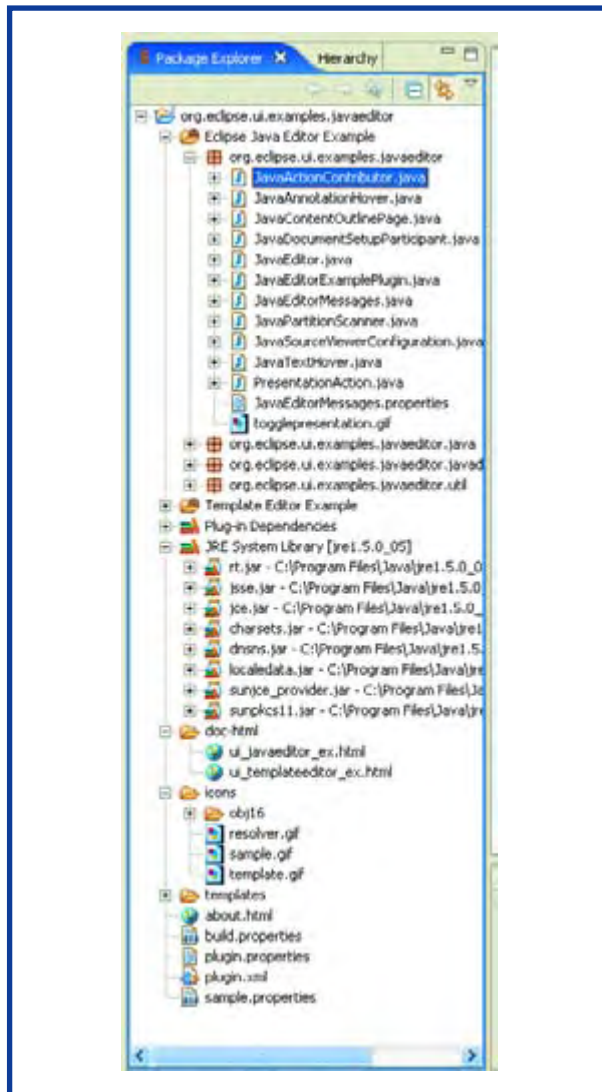 Package Explorer Hierarchy
org.eclipse.ui.examples.javaeditor
Eclipse Java Editor Example
org.eclipse.ui.examples.javaeditor
JavaActionContributor.java
JavaAnnotationHover.java
JavaContentOutlinePage.java
JavaDocumentSetupParticipant.java
JavaEditor.java
JavaEditorExamplePlugin.java
JavaEditorMessages.java
JavaPartitionScanner.java
JavaSourceViewerConfiguration.java
JavaTextHover.java
PresentationAction.java
JavaEditorMessages.properties
togglepresentation.gif
org.eclipse.ui.examples.javaeditor.java
org.eclipse.ui.examples.javaeditor.javad
org.eclipse.ui.examples.javaeditor.util
Template Editor Example
Plug-in Dependencies
JRE System Library [jre1.5.0_05]
rt.jar - C:\Program Files\Java\jre1.5.0_0
jsse.jar - C:\Program Files\Java\jre1.5.0
jce.jar - C:\Program Files\Java\jre1.5.0_
charsets.jar - C:\Program Files\Java\jre1
dnsns.jar - C:\Program Files\Java\jre1.5.
localedata.jar - C:\Program Files\Java\jre
sunjce_provider.jar - C:\Program Files\Ja
sunpkcs11.jar - C:\Program Files\Java\jre
doc-html
ui_javaeditor_ex.html
ui_templateeditor_ex.html
icons
obj16
resolver.gif
sample.gif
template.gif
templates
about.html
build.properties
plugin.properties
plugin.xml
sample.properties